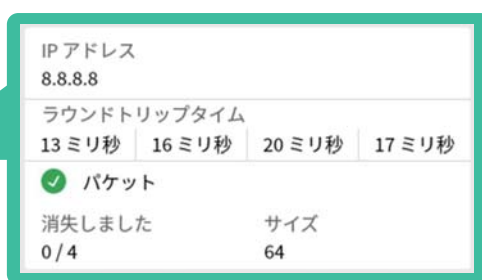 IP アドレス
8.8.8.8
ラウンドトリップタイム
13 ミリ秒 16 ミリ秒 20 ミリ秒 17 ミリ秒
パケット
消失しました サイズ
0 / 4 64